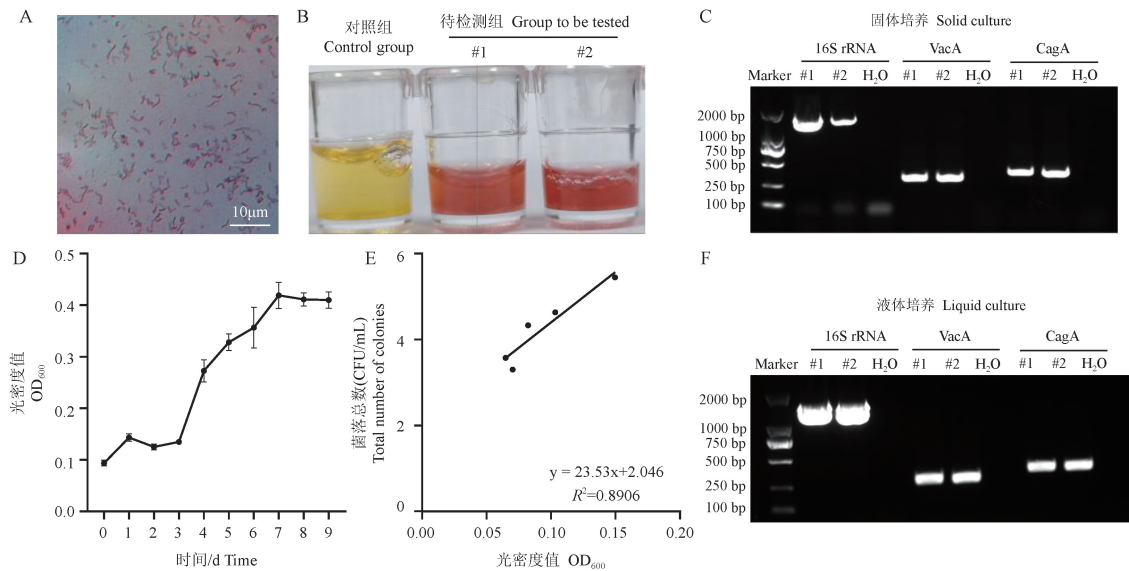 A
10μm
B
对照组
Control group
待检测组 Group to be tested
#1 #2
C
固体培养 Solid culture
16S rRNA VacA CagA
Marker #1 #2 H₂O #1 #2 H₂O #1 #2 H₂O
2000 bp
1000 bp
750 bp
500 bp
250 bp
100 bp
D
0.5
0.4
0.3
0.2
0.1
0.0
光密度值
OD₆₀₀
0 1 2 3 4 5 6 7 8 9
时间/d Time
E
6
4
2
0
菌落总数(CFU/mL)
Total number of colonies
y = 23.53x+2.046
R²=0.8906
0.00 0.05 0.10 0.15 0.20
光密度值 OD₆₀₀
F
液体培养 Liquid culture
16S rRNA VacA CagA
Marker #1 #2 H₂O #1 #2 H₂O #1 #2 H₂O
2000 bp
1000 bp
750 bp
500 bp
250 bp
100 bp